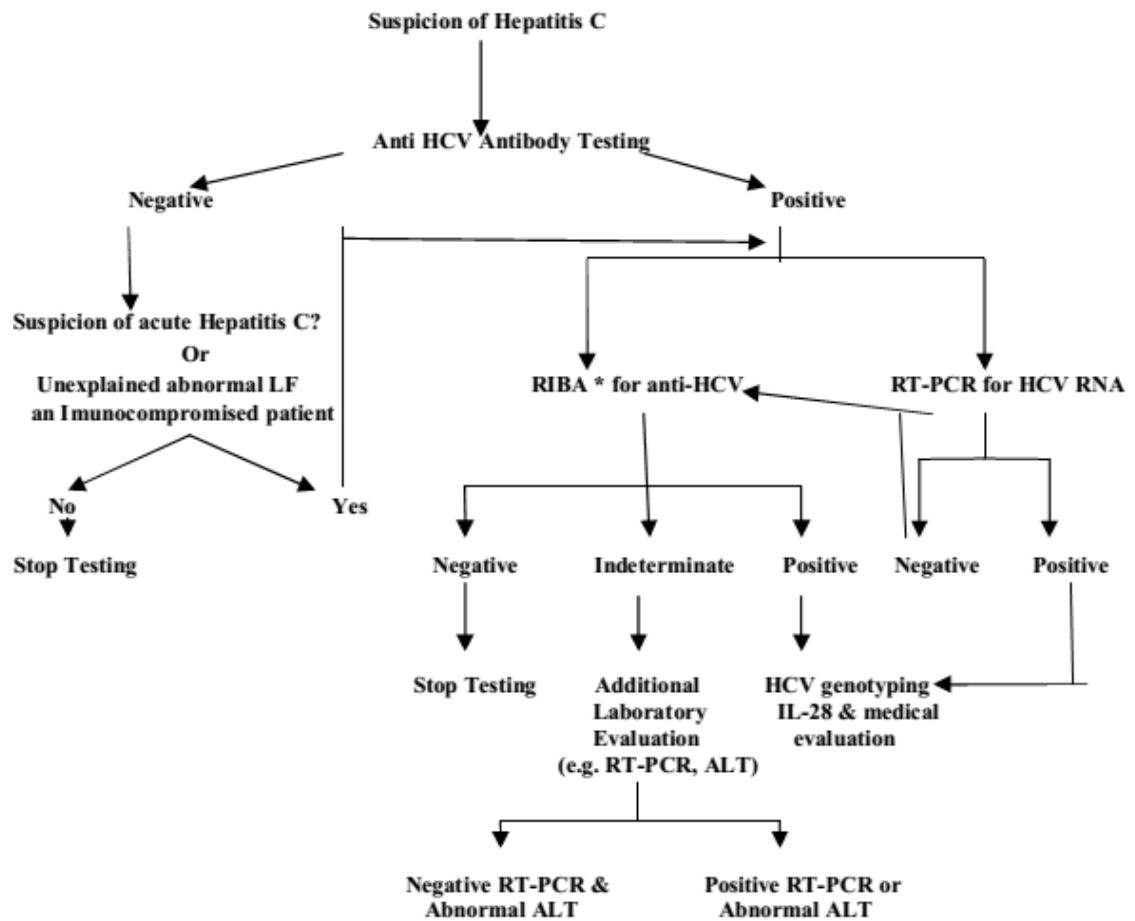 Suspicion of Hepatitis C
Anti HCV Antibody Testing
Negative
Positive
Suspicion of acute Hepatitis C?
Or
Unexplained abnormal LF
an Imunocompromised patient
RIBA * for anti-HCV
RT-PCR for HCV RNA
No
Yes
Stop Testing
Negative
Indeterminate
Positive
Negative
Positive
Stop Testing
Additional
Laboratory
Evaluation
(e.g. RT-PCR, ALT)
HCV genotyping
IL-28 & medical
evaluation
Negative RT-PCR &
Abnormal ALT
Positive RT-PCR or
Abnormal ALT